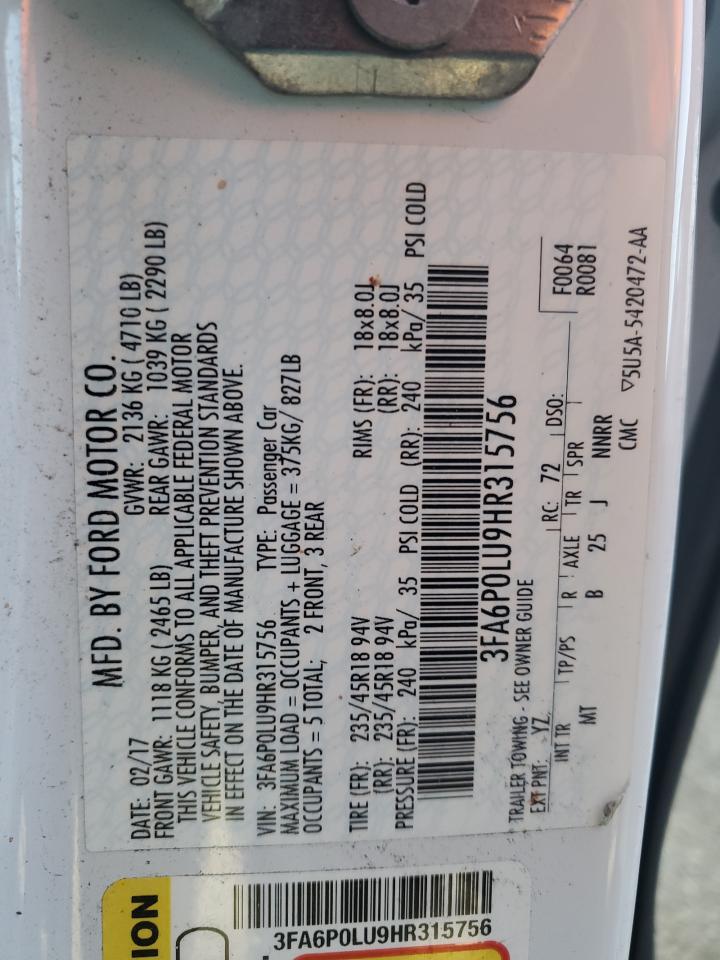 MFD. BY FORD MOTOR CO.
DATE: 02/17 GVWR: 2136 KG ( 4710 LB)
FRONT GAWR: 1118 KG ( 2465 LB) REAR GAWR: 1039 KG ( 2290 LB)
THIS VEHICLE CONFORMS TO ALL APPLICABLE FEDERAL MOTOR
VEHICLE SAFETY, BUMPER, AND THEFT PREVENTION STANDARDS
IN EFFECT ON THE DATE OF MANUFACTURE SHOWN ABOVE.
VIN: 3FA6P0LU9HR315756 TYPE: Passenger Car
MAXIMUM LOAD = OCCUPANTS + LUGGAGE = 375KG/ 827LB
OCCUPANTS = 5 TOTAL; 2 FRONT, 3 REAR
TIRE (FR): 235/45R18 94V RIMS (FR): 18x8.0J
(RR): 235/45R18 94V (RR): 18x8.0J
PRESSURE (FR): 240 kPa/ 35 PSI COLD (RR): 240 kPa/ 35 PSI COLD
3FA6P0LU9HR315756
TRAILER TOWING - SEE OWNER GUIDE
EXT PNT: YZ RC: 72 DSO: F0064
R0081
INT TR TP/PS R AXLE TR SPR
MT B 25 J NNRR
CMC ▽5U5A-5420472-AA
ION
3FA6P0LU9HR315756